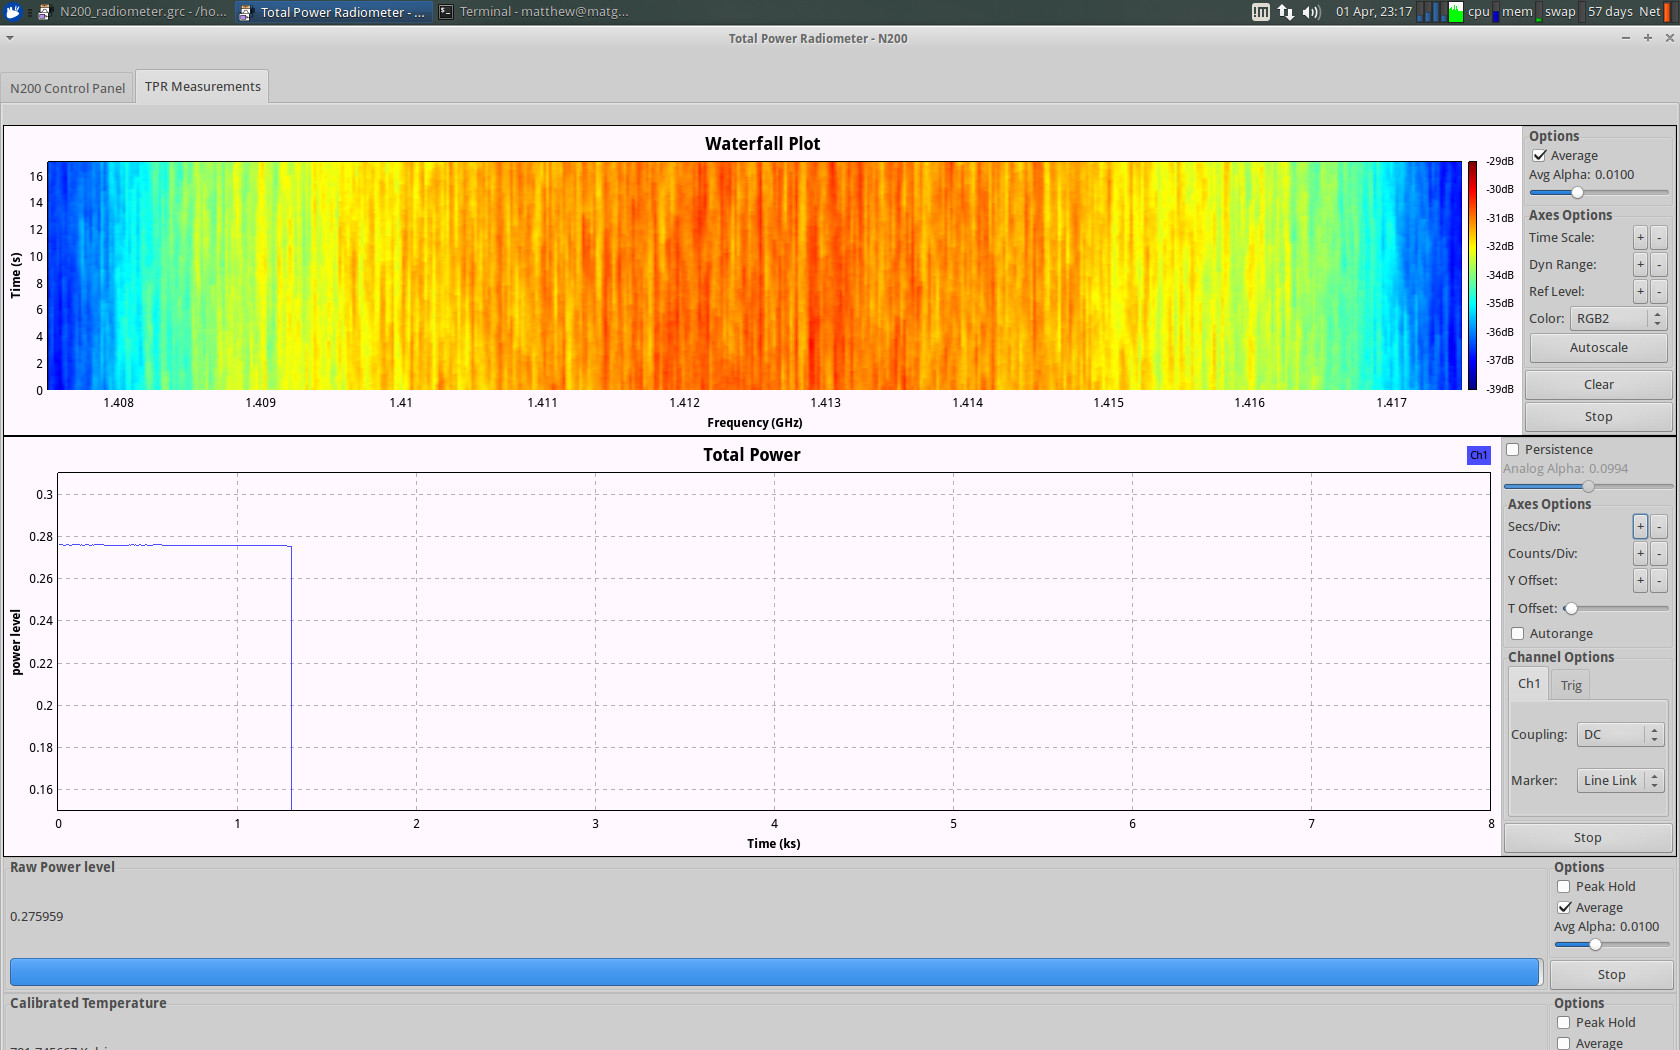 N200_radiometer.grc - /ho... Total Power Radiometer - ... Terminal - matthew@matg... 01 Apr, 23:17 cpu mem swap 57 days Net
Total Power Radiometer - N200
N200 Control Panel TPR Measurements
Waterfall Plot
16
14
12
10
8
6
4
2
0
Time (s)
1.408 1.409 1.41 1.411 1.412 1.413 1.414 1.415 1.416 1.417
Frequency (GHz)
-29dB
-30dB
-31dB
-32dB
-34dB
-35dB
-36dB
-37dB
-39dB
Options
Average
Avg Alpha: 0.0100
Axes Options
Time Scale: + -
Dyn Range: + -
Ref Level: + -
Color: RGB2
Autoscale
Clear
Stop
Total Power
Ch1
0.3
0.28
0.26
0.24
0.22
0.2
0.18
0.16
power level
0 1 2 3 4 5 6 7 8
Time (ks)
Persistence
Analog Alpha: 0.0994
Axes Options
Secs/Div: + -
Counts/Div: + -
Y Offset: + -
T Offset:
Autorange
Channel Options
Ch1 Trig
Coupling: DC
Marker: Line Link
Stop
Raw Power level
0.275959
Options
Peak Hold
Average
Avg Alpha: 0.0100
Stop
Calibrated Temperature
Options
Peak Hold
Average